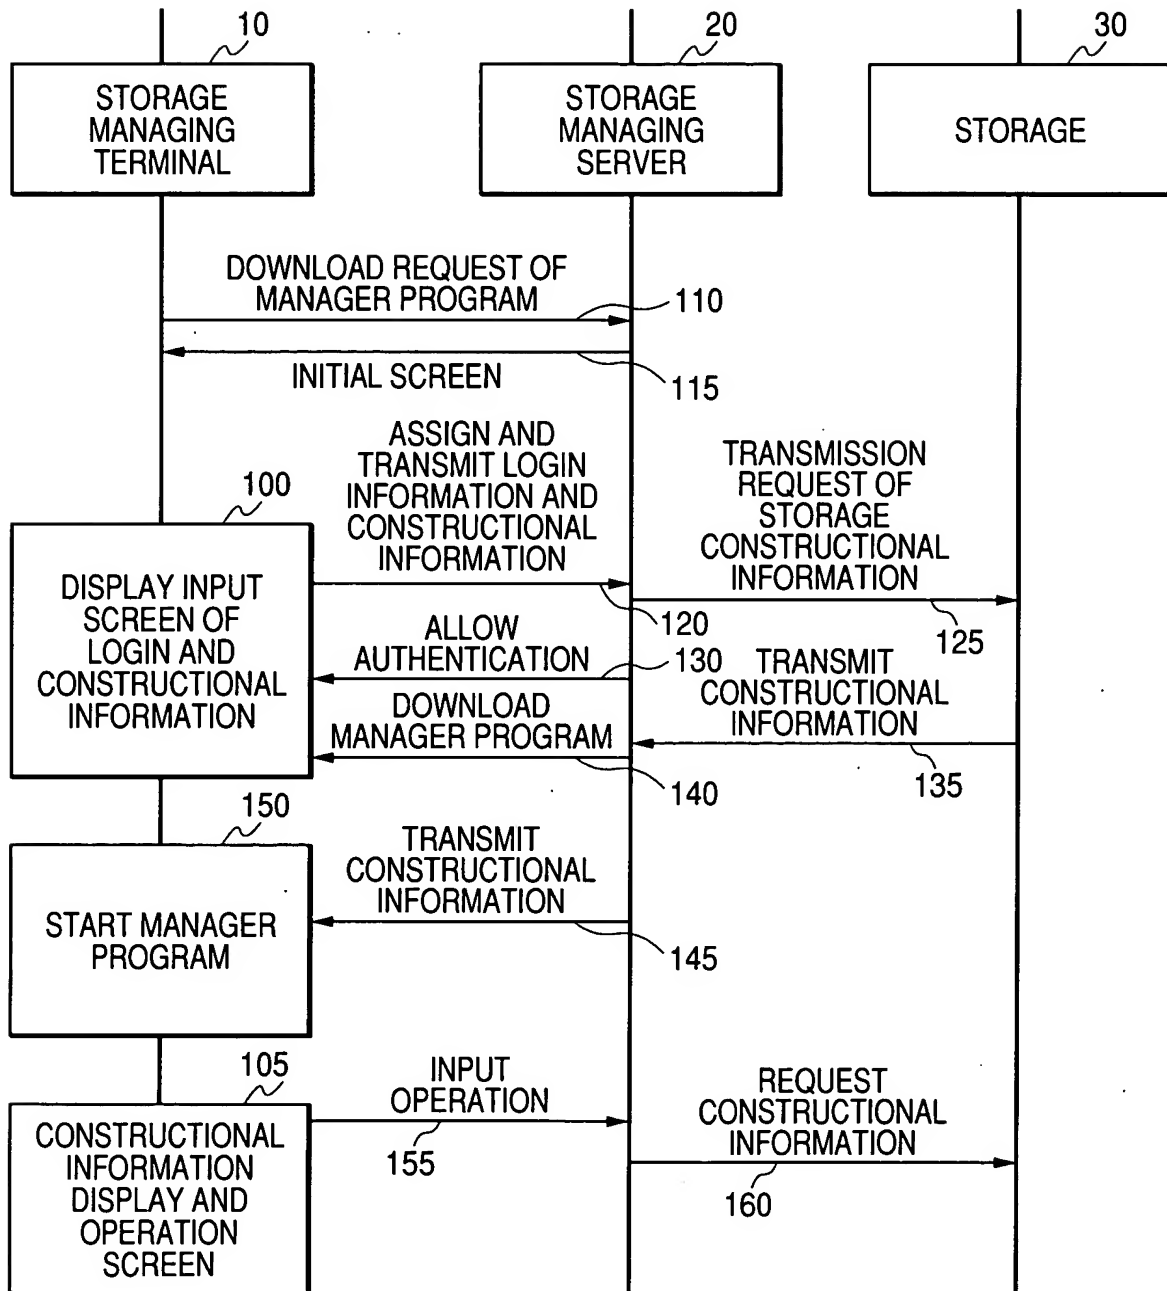 10
20
30
STORAGE
MANAGING
TERMINAL
STORAGE
MANAGING
SERVER
STORAGE
DOWNLOAD REQUEST OF
MANAGER PROGRAM
110
INITIAL SCREEN
115
ASSIGN AND
TRANSMIT LOGIN
INFORMATION AND
CONSTRUCTIONAL
INFORMATION
TRANSMISSION
REQUEST OF
STORAGE
CONSTRUCTIONAL
INFORMATION
100
DISPLAY INPUT
SCREEN OF
LOGIN AND
CONSTRUCTIONAL
INFORMATION
120
125
ALLOW
AUTHENTICATION
130
TRANSMIT
CONSTRUCTIONAL
INFORMATION
DOWNLOAD
MANAGER PROGRAM
140
135
150
START MANAGER
PROGRAM
TRANSMIT
CONSTRUCTIONAL
INFORMATION
145
105
CONSTRUCTIONAL
INFORMATION
DISPLAY AND
OPERATION
SCREEN
INPUT
OPERATION
155
REQUEST
CONSTRUCTIONAL
INFORMATION
160